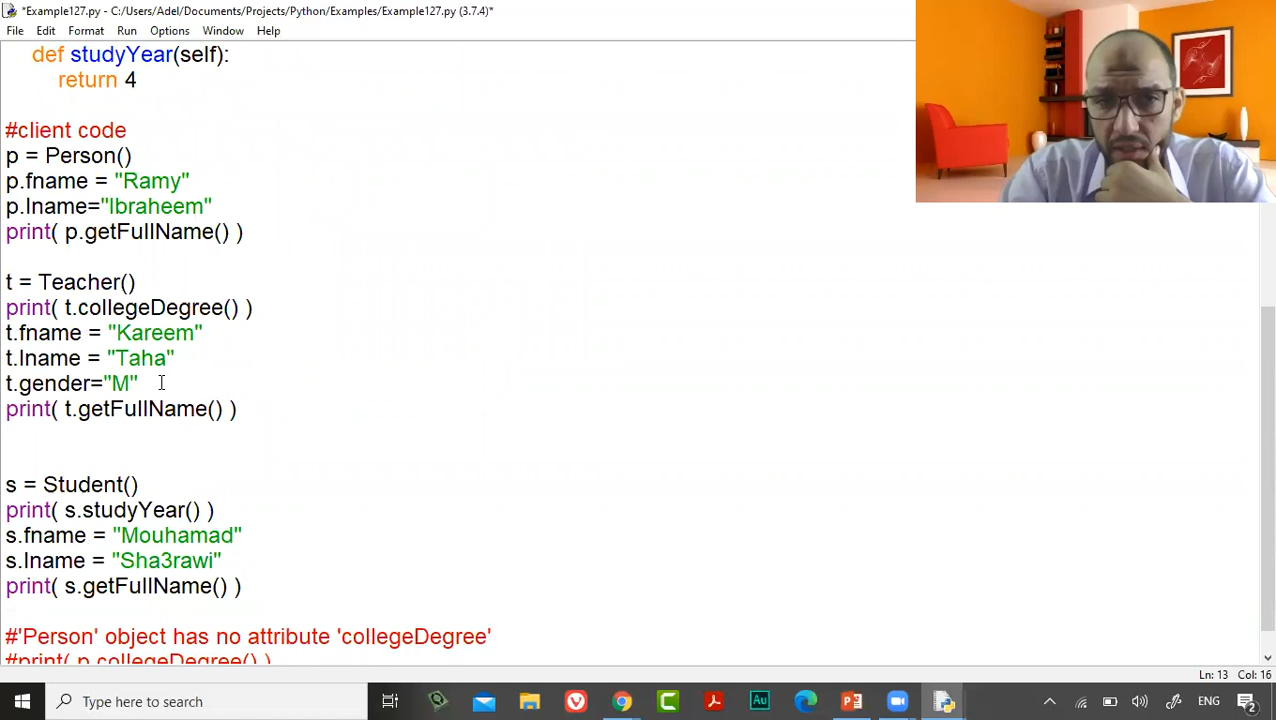 *Example127.py - C:/Users/Adel/Documents/Projects/Python/Examples/Example127.py (3.7.4)*
File Edit Format Run Options Window Help
def studyYear(self):
return 4
#client code
p = Person()
p.fname = "Ramy"
p.lname="Ibraheem"
print( p.getFullName() )
t = Teacher()
print( t.collegeDegree() )
t.fname = "Kareem"
t.lname = "Taha"
t.gender="M"
print( t.getFullName() )
s = Student()
print( s.studyYear() )
s.fname = "Mouhamad"
s.lname = "Sha3rawi"
print( s.getFullName() )
#'Person' object has no attribute 'collegeDegree'
#print( p.collegeDegree() )
Ln: 13 Col: 16
Type here to search
Au
ENG
2